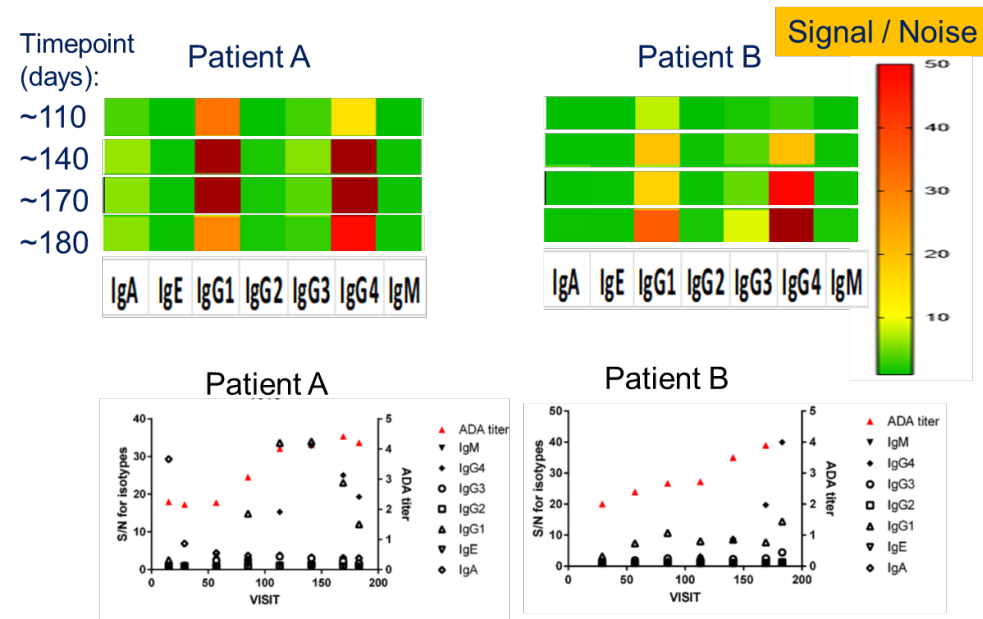 Signal / Noise
Timepoint
(days):
Patient A
Patient B
~110
~140
~170
~180
50
40
30
20
10
IgA IgE IgG1 IgG2 IgG3 IgG4 IgM
IgA IgE IgG1 IgG2 IgG3 IgG4 IgM
Patient A
Patient B
S/N for isotypes
40
30
20
10
0
0 50 100 150 200
VISIT
5
4
3
2
1
0
ADA titer
ADA titer
IgM
IgG4
IgG3
IgG2
IgG1
IgE
IgA
S/N for isotypes
50
40
30
20
10
0
0 50 100 150 200
VISIT
5
4
3
2
1
0
ADA titer
ADA titer
IgM
IgG4
IgG3
IgG2
IgG1
IgE
IgA